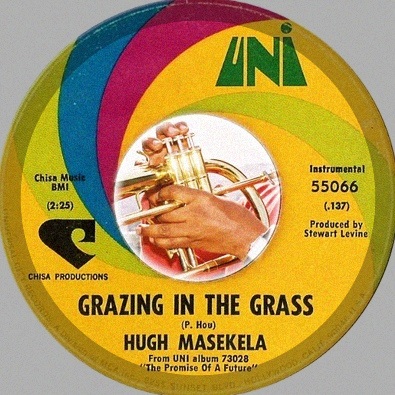 UNI
Chisa Music
BMI
(2:25)
CHISA PRODUCTIONS
Instrumental
55066
(.137)
Produced by
Stewart Levine
GRAZING IN THE GRASS
(P. Hou)
HUGH MASEKELA
From UNI album 73028
"The Promise Of A Future"